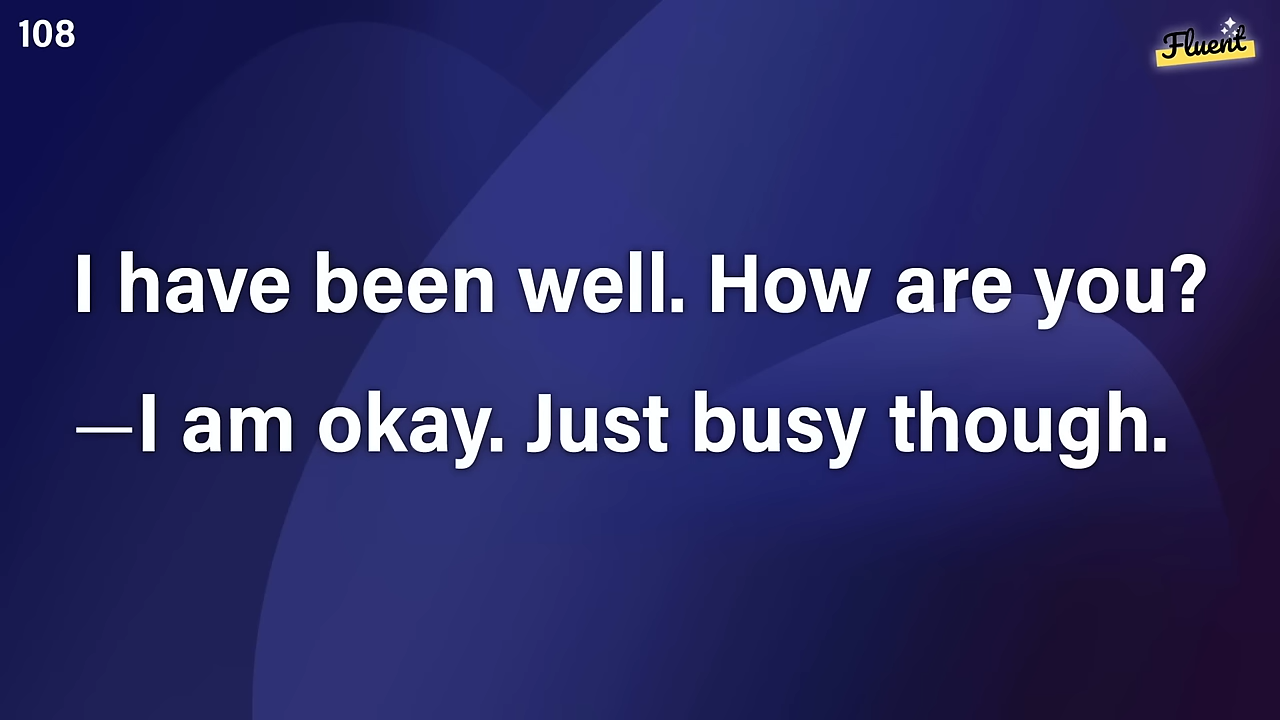 108
Fluent
I have been well. How are you?
—I am okay. Just busy though.